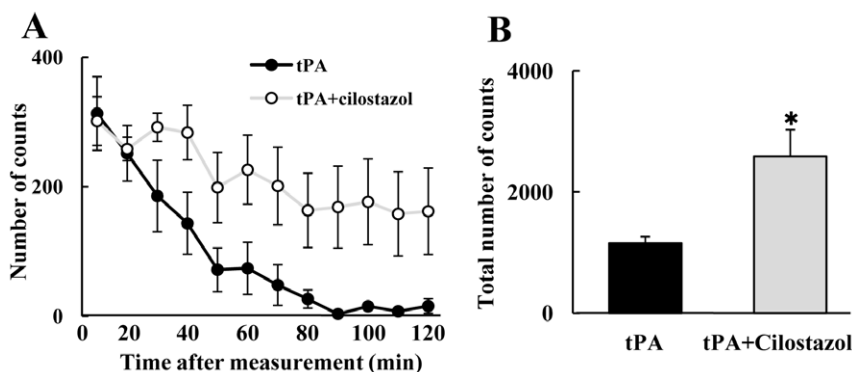 A
400
200
0
Number of counts
tPA
tPA+cilostazol
0 20 40 60 80 100 120
Time after measurement (min)
B
4000
2000
0
Total number of counts
*
tPA tPA+Cilostazol